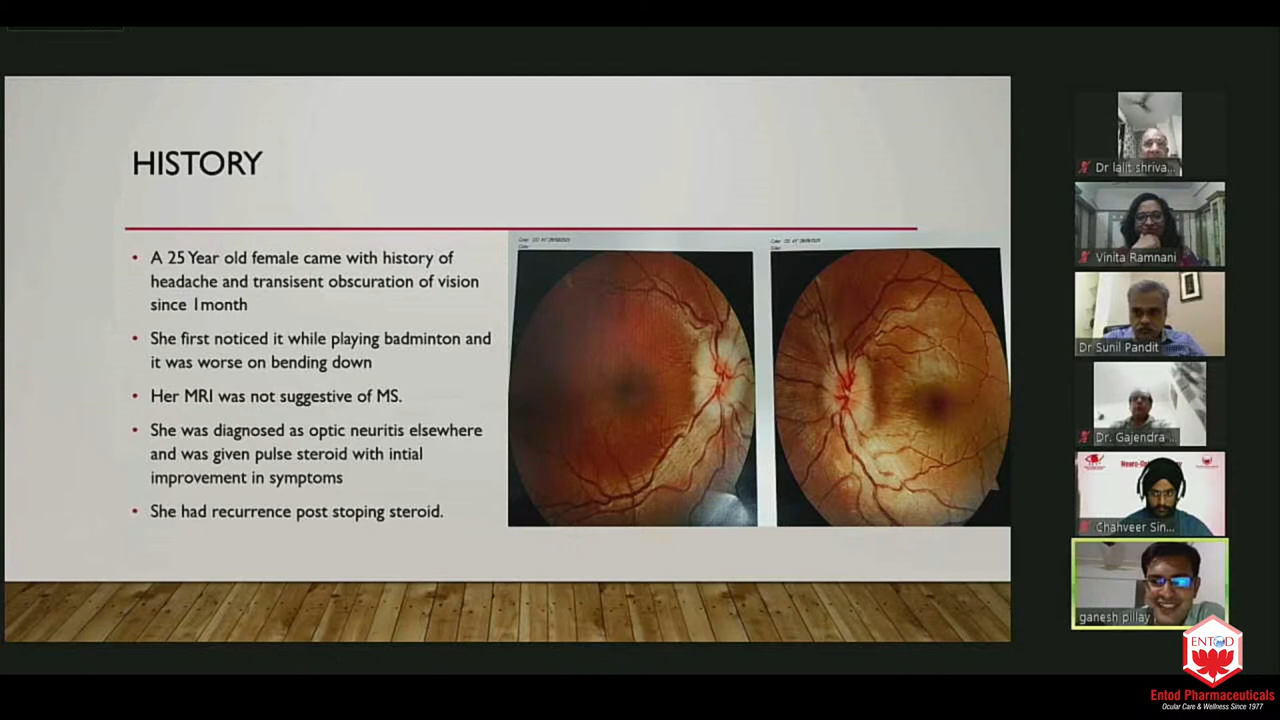 HISTORY
• A 25 Year old female came with history of
headache and transisent obscuration of vision
since 1month
• She first noticed it while playing badminton and
it was worse on bending down
• Her MRI was not suggestive of MS.
• She was diagnosed as optic neuritis elsewhere
and was given pulse steroid with intial
improvement in symptoms
• She had recurrence post stoping steroid.
Dr lalit shriva...
Vinita Ramnani
Dr Sunil Pandit
Dr. Gajendra ...
Chahveer Sin...
ganesh pillay
ENTOD
Entod Pharmaceuticals
Ocular Care & Wellness Since 1977